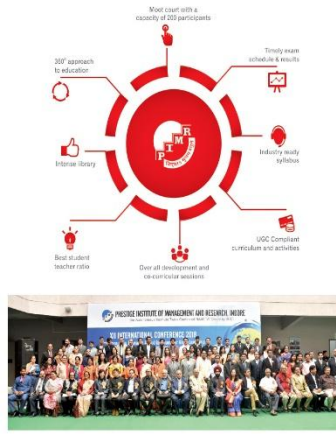 Moot court with a
capacity of 200 participants
360° approach
to education
Timely exam
schedule & results
Intense library
PIMR
Industry ready
syllabus
Best student
teacher ratio
UGC Compliant
curriculum and activities
Over all development and
co-curricular sessions
PRESTIGE INSTITUTE OF MANAGEMENT AND RESEARCH, INDORE
XII INTERNATIONAL CONFERENCE 2018